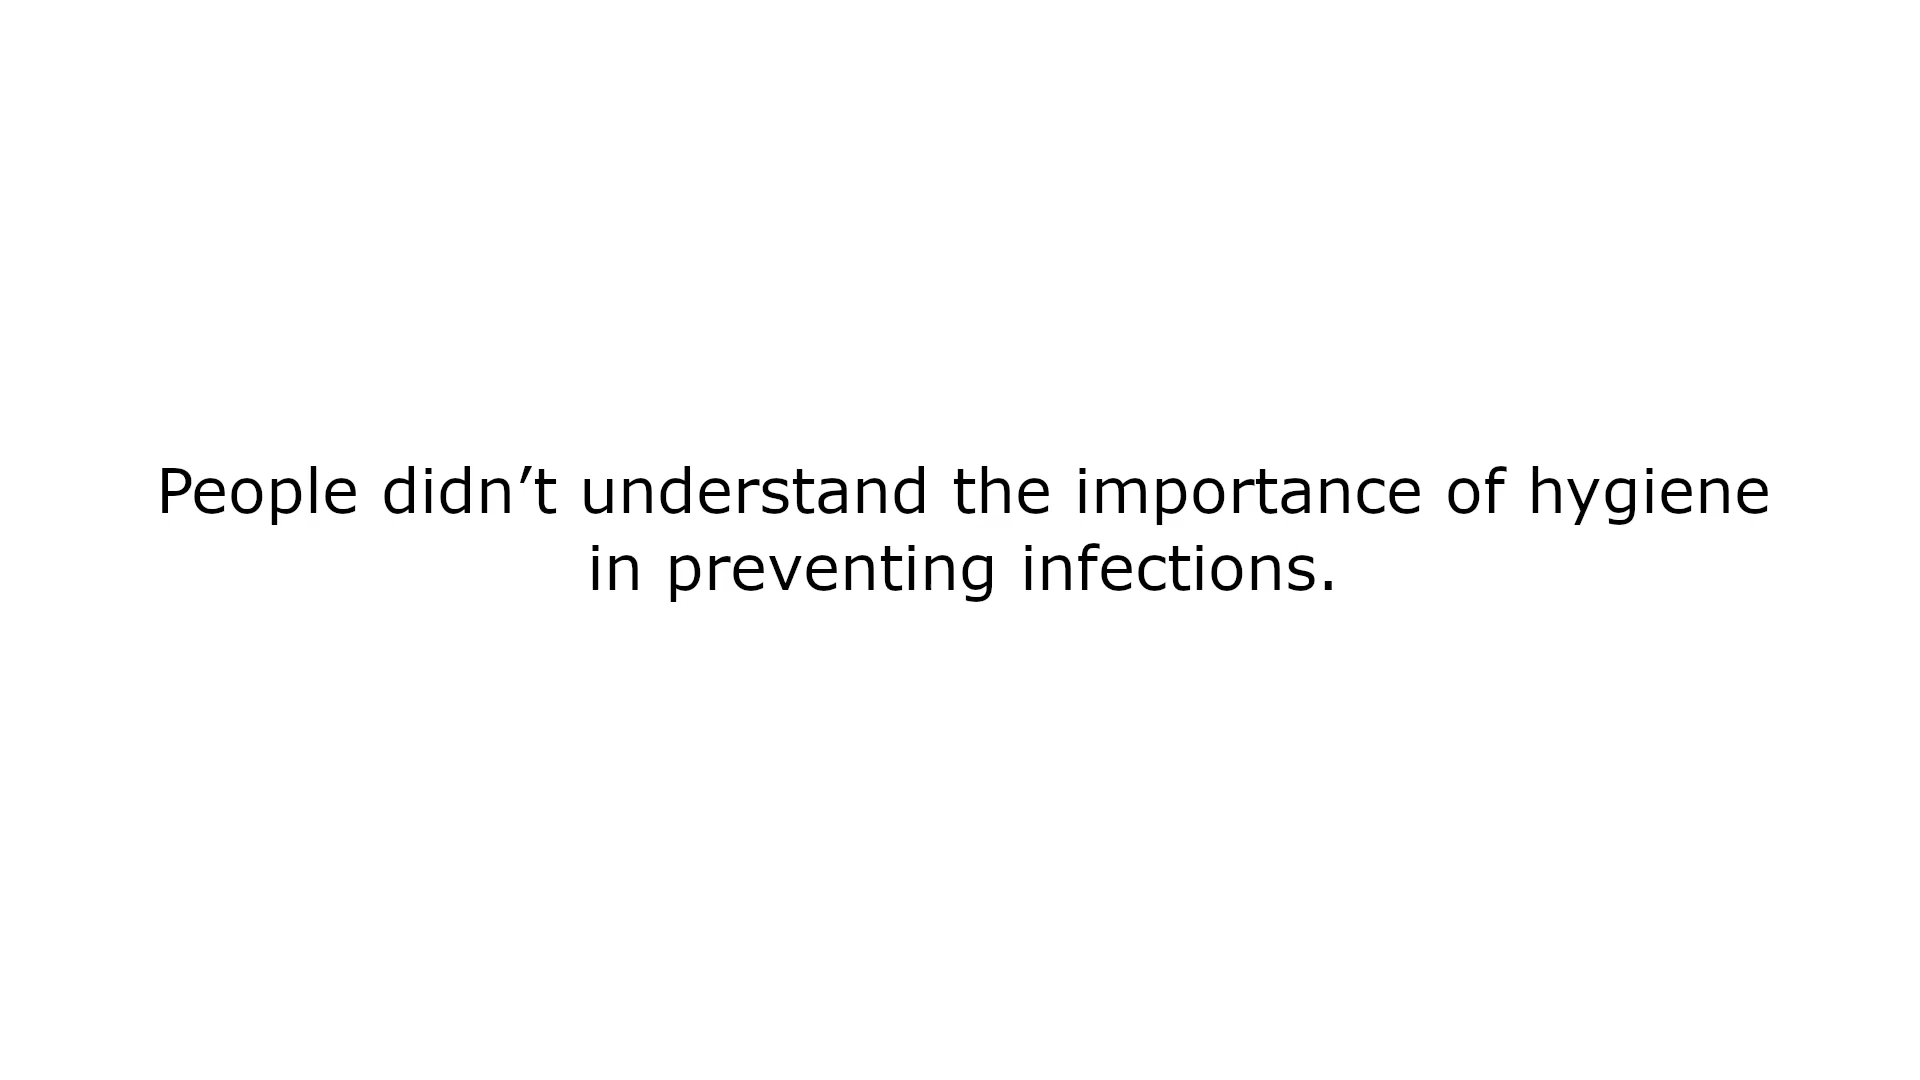 People didn’t understand the importance of hygiene
in preventing infections.